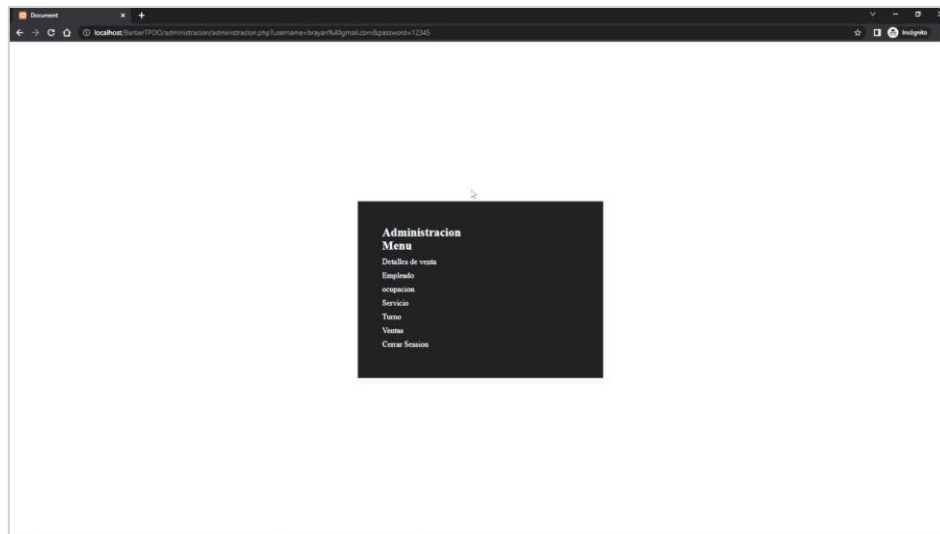 Document
localhost/BarberTPOO/administracion/administracion.php?username=brayan%40gmail.com&password=12345
Incógnito
Administracion
Menu
Detalles de venta
Empleado
ocupacion
Servicio
Turno
Ventas
Cerrar Session